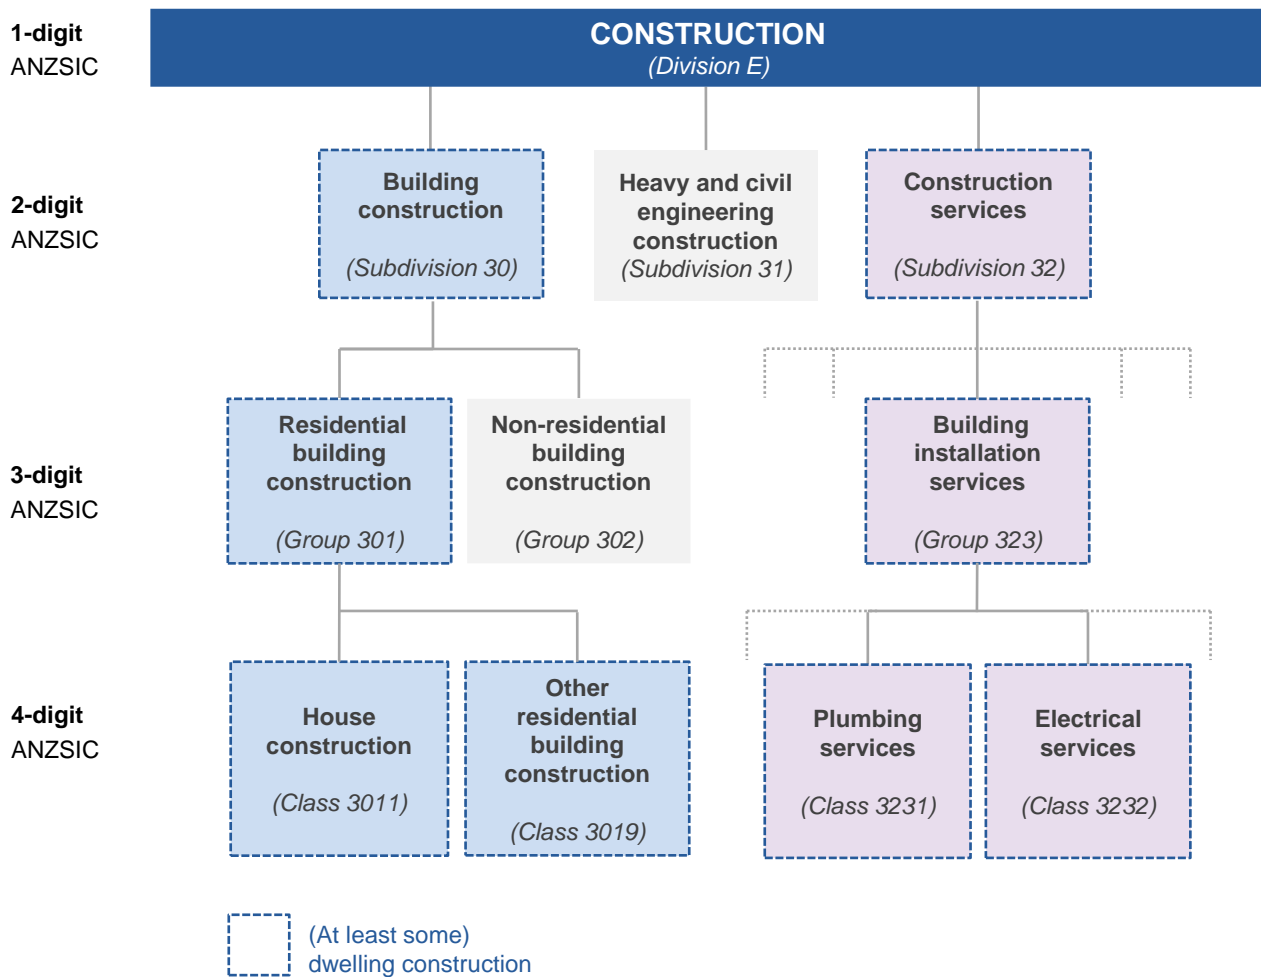 1-digit
ANZSIC
CONSTRUCTION
(Division E)
2-digit
ANZSIC
Building
construction
(Subdivision 30)
Heavy and civil
engineering
construction
(Subdivision 31)
Construction
services
(Subdivision 32)
3-digit
ANZSIC
Residential
building
construction
(Group 301)
Non-residential
building
construction
(Group 302)
Building
installation
services
(Group 323)
4-digit
ANZSIC
House
construction
(Class 3011)
Other
residential
building
construction
(Class 3019)
Plumbing
services
(Class 3231)
Electrical
services
(Class 3232)
(At least some)
dwelling construction